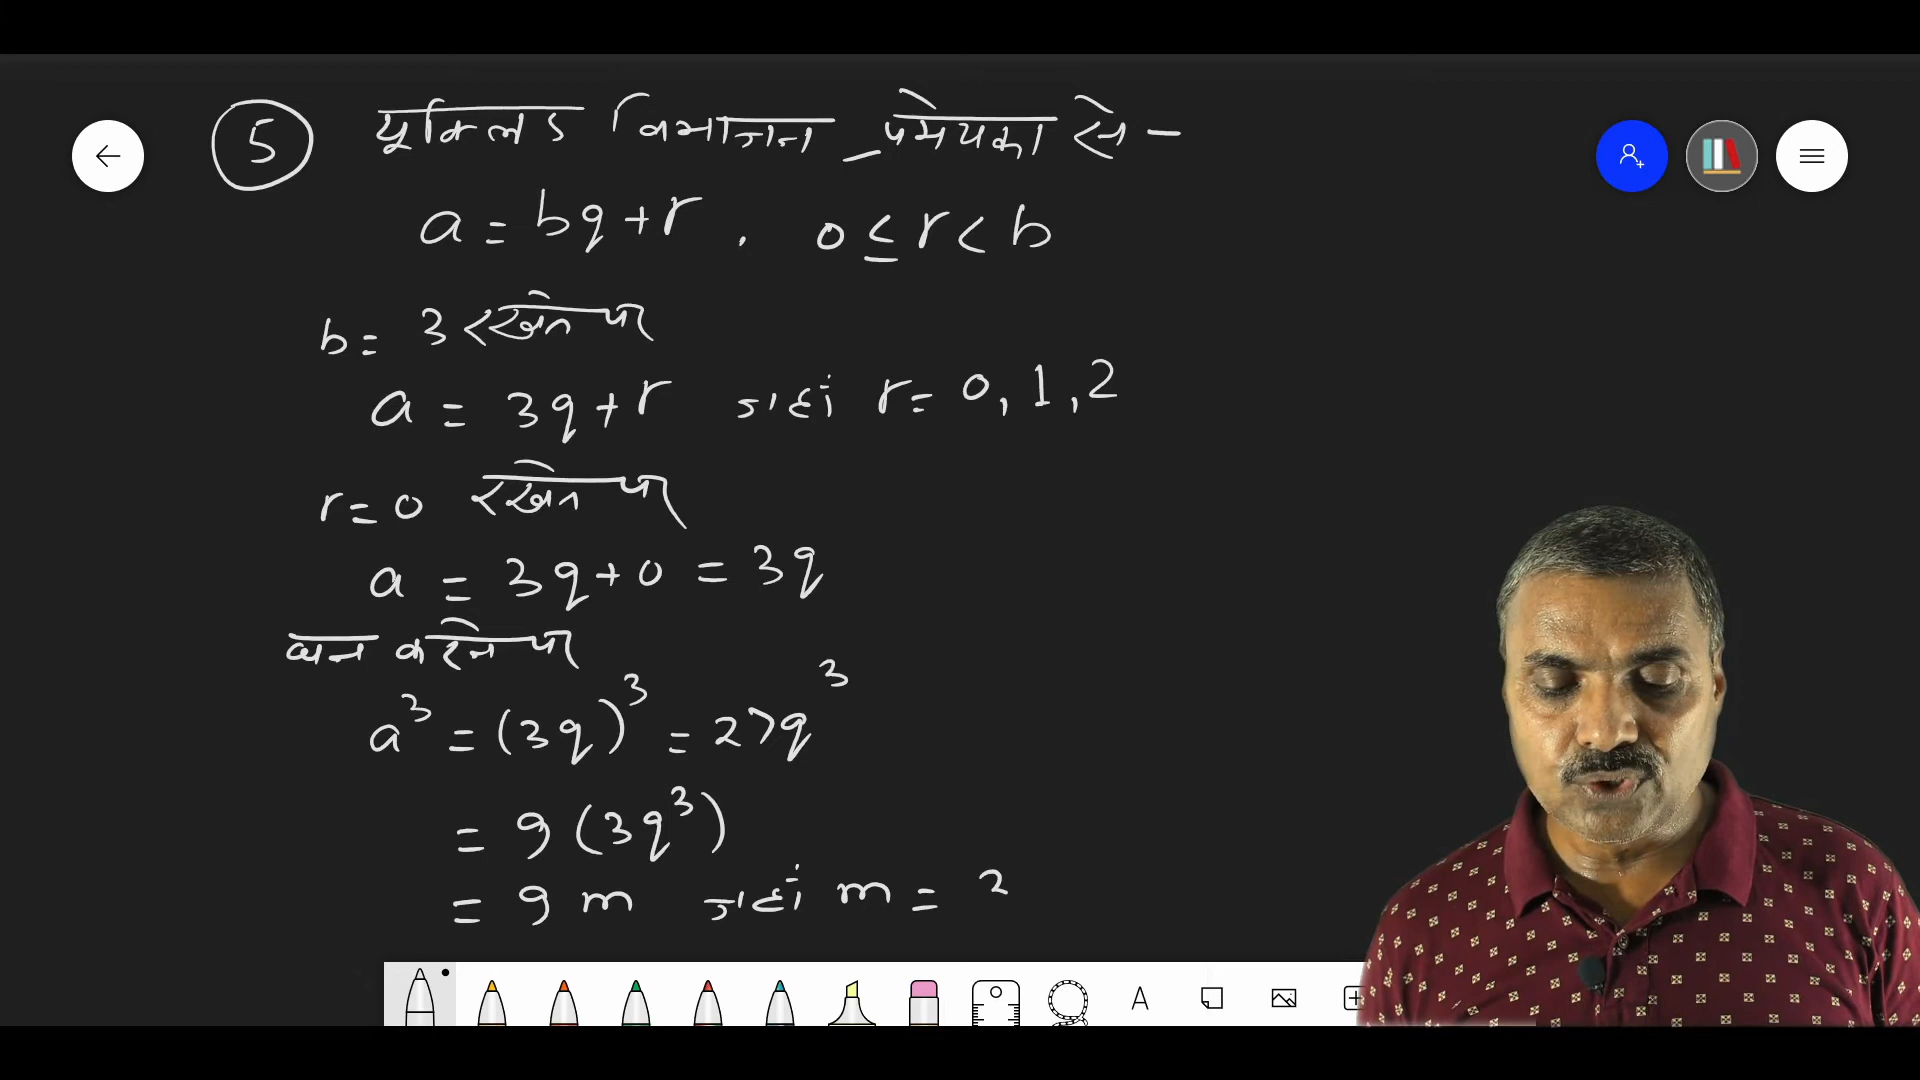 5 यूक्लिड विभाजन प्रमेयका से -
a = bq + r . 0 ≤ r < b
b = 3 रखने पर
a = 3q + r जहां r = 0, 1, 2
r = 0 रखने पर
a = 3q + 0 = 3q
घन करने पर
a³ = (3q)³ = 27q³
= 9 (3q³)
= 9 m जहां m =
A